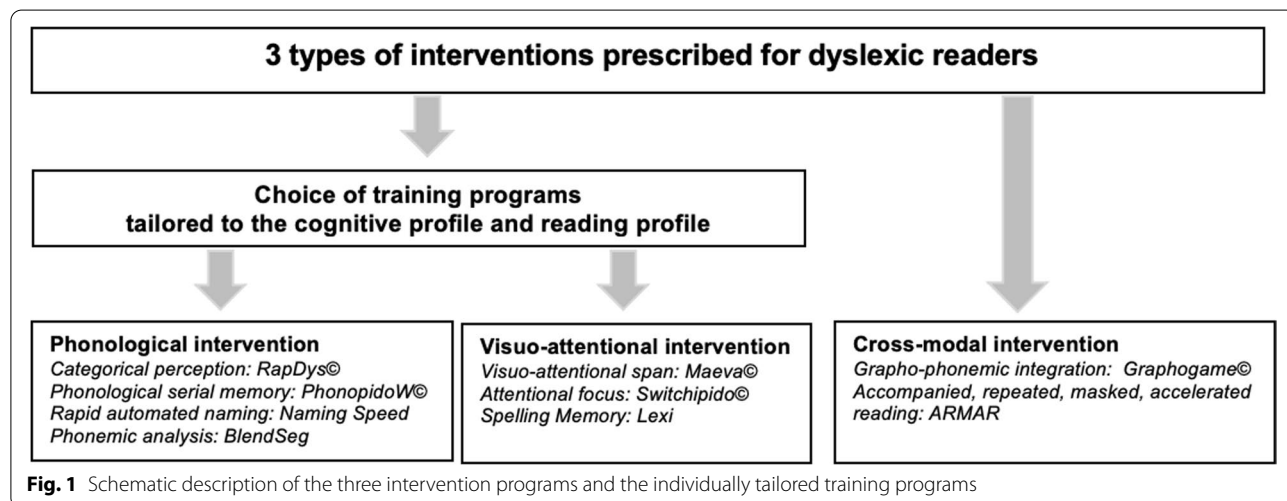 3 types of interventions prescribed for dyslexic readers
Choice of training programs
tailored to the cognitive profile and reading profile
Phonological intervention
Categorical perception: RapDys©
Phonological serial memory: PhonopidoW©
Rapid automated naming: Naming Speed
Phonemic analysis: BlendSeg
Visuo-attentional intervention
Visuo-attentional span: Maeva©
Attentional focus: Switchipido©
Spelling Memory: Lexi
Cross-modal intervention
Grapho-phonemic integration: Graphogame©
Accompanied, repeated, masked, accelerated
reading: ARMAR
Fig. 1 Schematic description of the three intervention programs and the individually tailored training programs